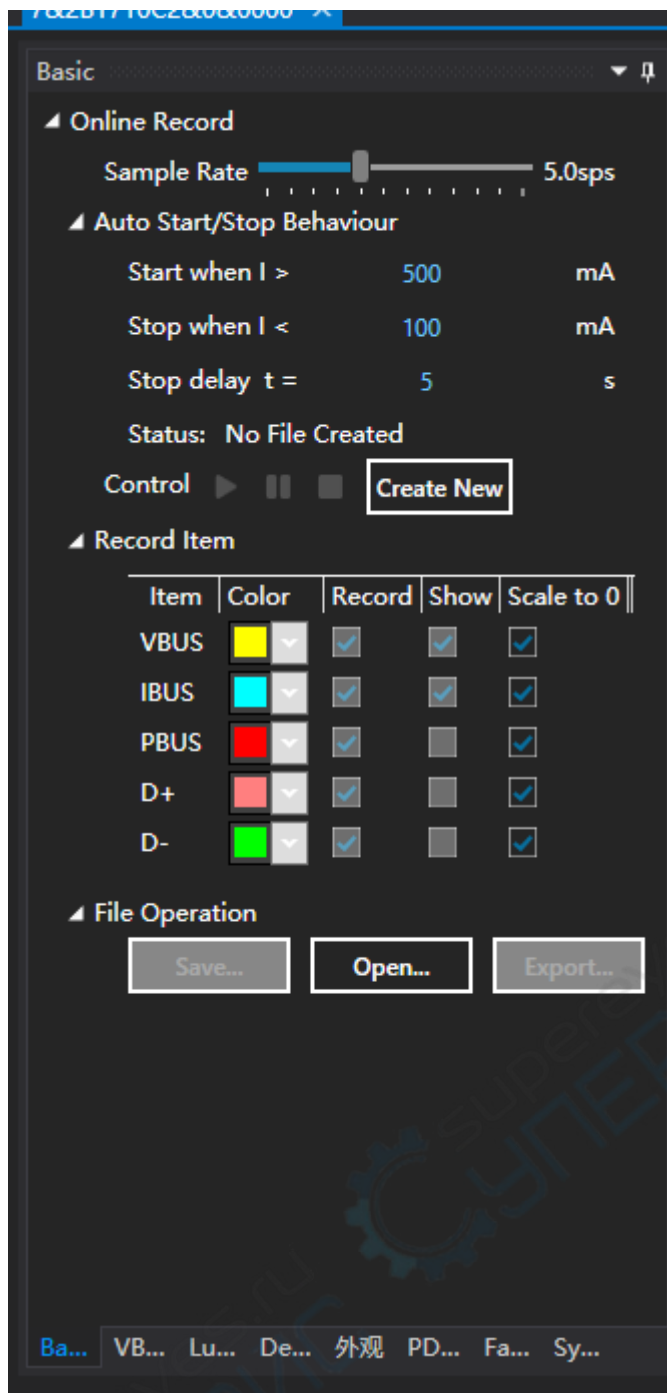 Basic
Online Record
Sample Rate 5.0sps
Auto Start/Stop Behaviour
Start when I > 500 mA
Stop when I < 100 mA
Stop delay t = 5 s
Status: No File Created
Control Create New
Record Item
Item Color Record Show Scale to 0
VBUS
IBUS
PBUS
D+
D-
File Operation
Save... Open... Export...
Ba... VB... Lu... De... 外观 PD... Fa... Sy...